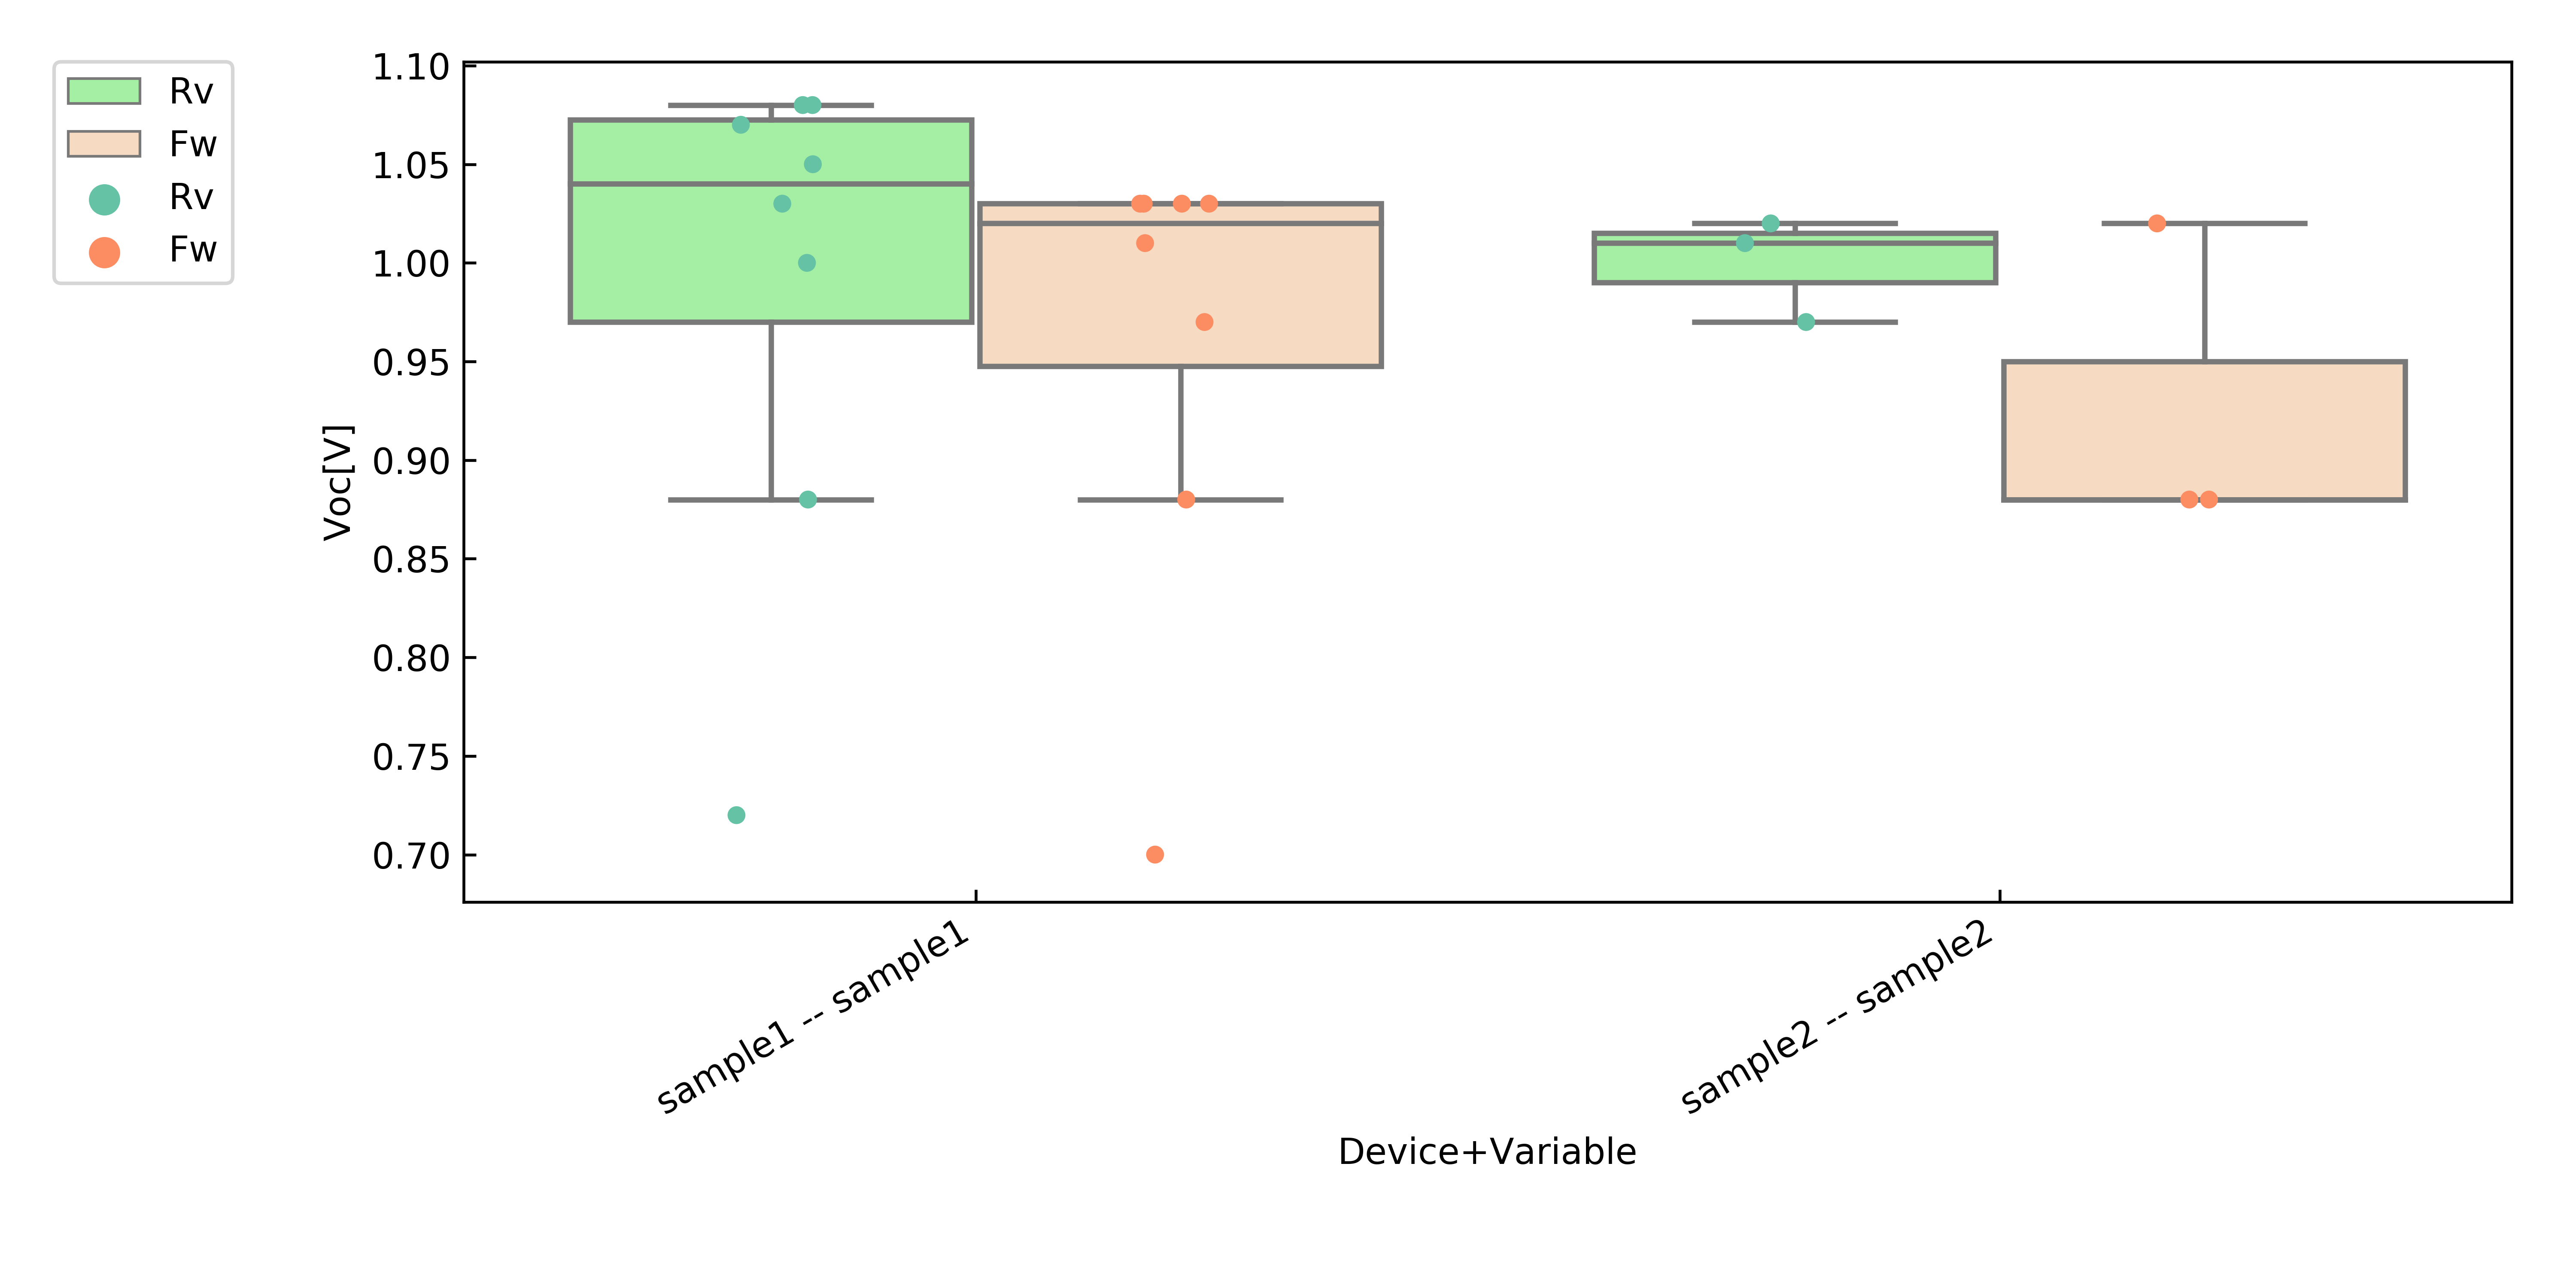 Rv
Fw
Rv
Fw
Voc[V]
1.10
1.05
1.00
0.95
0.90
0.85
0.80
0.75
0.70
sample1 -- sample1
sample2 -- sample2
Device+Variable